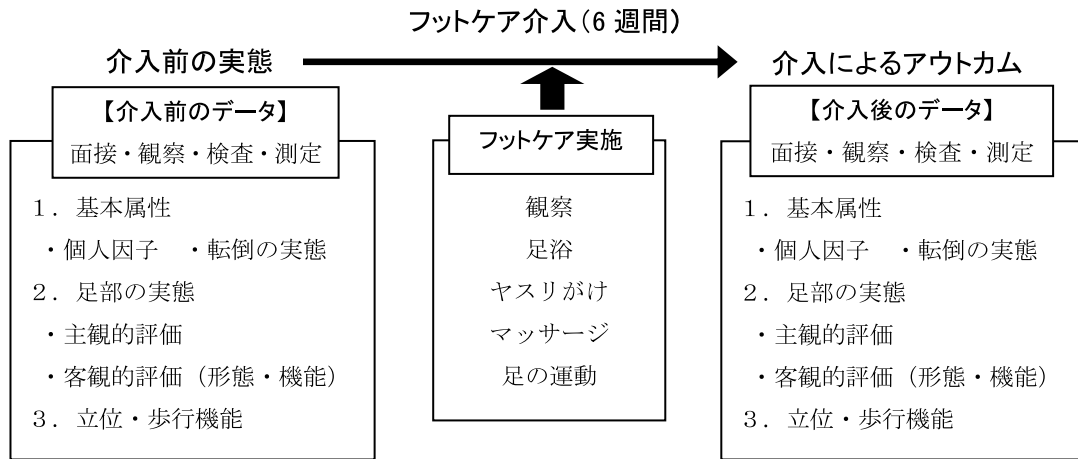 フットケア介入(6 週間)
介入前の実態
介入によるアウトカム
【介入前のデータ】
面接・観察・検査・測定
1. 基本属性
・個人因子 ・転倒の実態
2. 足部の実態
・主観的評価
・客観的評価(形態・機能)
3. 立位・歩行機能
フットケア実施
観察
足浴
ヤスリがけ
マッサージ
足の運動
【介入後のデータ】
面接・観察・検査・測定
1. 基本属性
・個人因子 ・転倒の実態
2. 足部の実態
・主観的評価
・客観的評価(形態・機能)
3. 立位・歩行機能